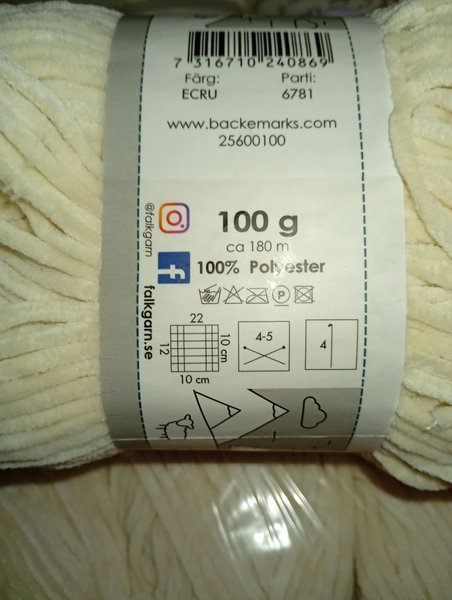 7 316710 240869
Färg: Parti:
ECRU 6781
www.backemarks.com
25600100
@falkgarn
falkgarn.se
100 g
ca 180 m
100% Polyester
P
22
12
10 cm
10 cm
4-5
4